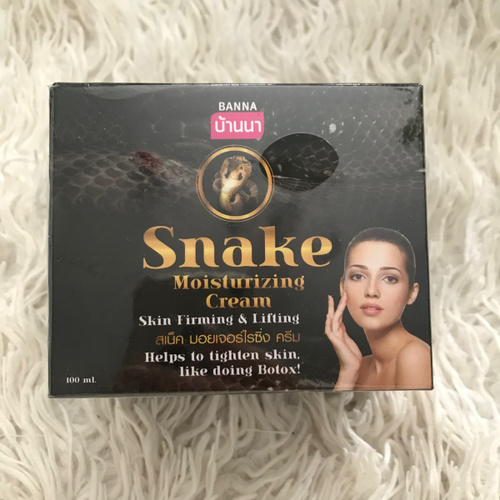 BANNA
บ้านนา
Snake
Moisturizing
Cream
Skin Firming & Lifting
สเน็ค มอยเจอร์ไรซิ่ง ครีม
Helps to tighten skin,
like doing Botox!
100 ml.